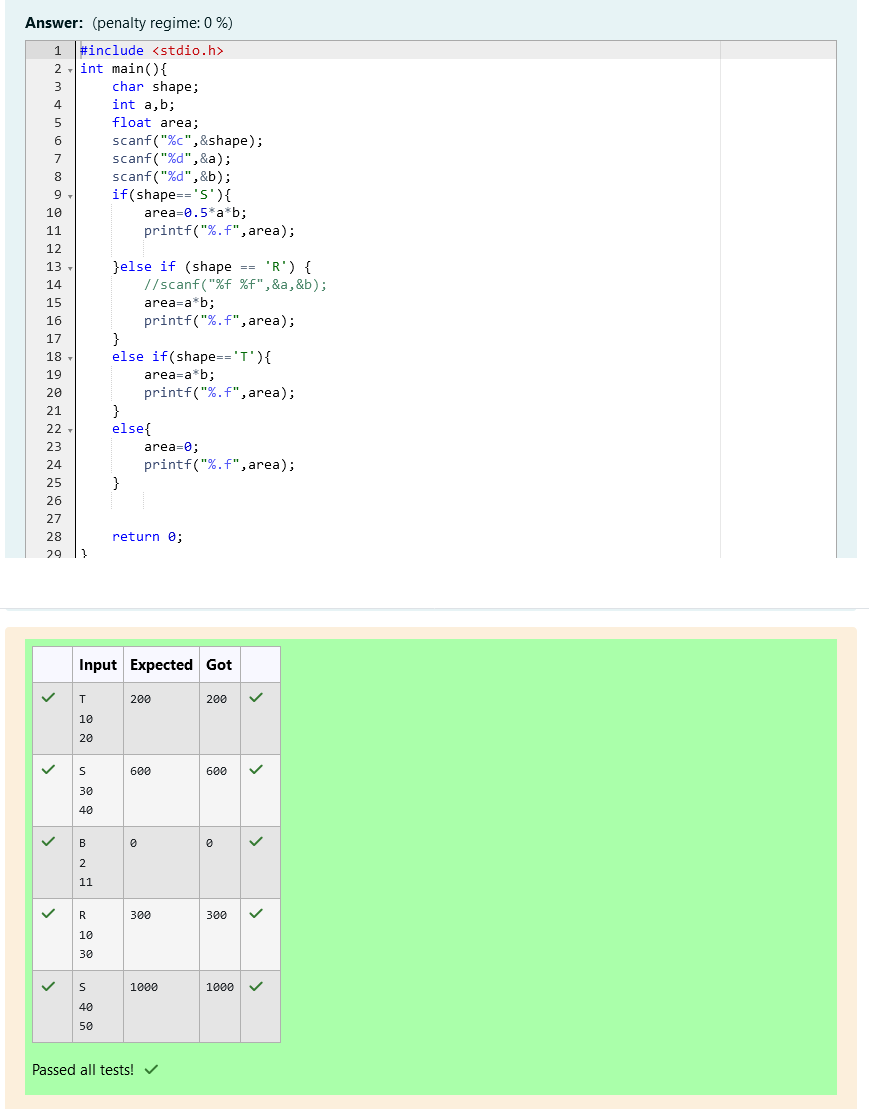 Answer: (penalty regime: 0 %)
1 #include <stdio.h>
2 int main(){
3     char shape;
4     int a,b;
5     float area;
6     scanf("%c",&shape);
7     scanf("%d",&a);
8     scanf("%d",&b);
9     if(shape=='S'){
10         area=0.5*a*b;
11         printf("%.f",area);
12
13     }else if (shape == 'R') {
14         //scanf("%f %f",&a,&b);
15         area=a*b;
16         printf("%.f",area);
17     }
18     else if(shape=='T'){
19         area=a*b;
20         printf("%.f",area);
21     }
22     else{
23         area=0;
24         printf("%.f",area);
25     }
26
27
28     return 0;
29 }
Input Expected Got
T 200 200
10
20
S 600 600
30
40
B 0 0
2
11
R 300 300
10
30
S 1000 1000
40
50
Passed all tests!